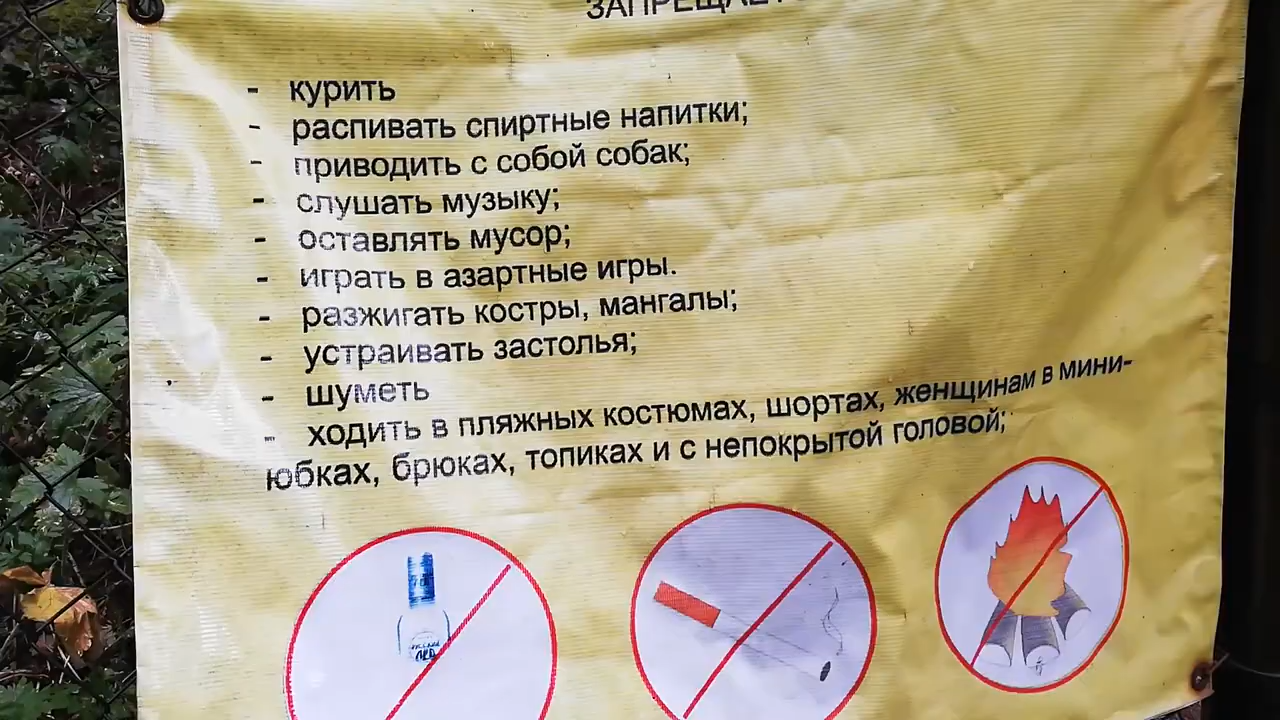 - курить
- распивать спиртные напитки;
- приводить с собой собак;
- слушать музыку;
- оставлять мусор;
- играть в азартные игры.
- разжигать костры, мангалы;
- устраивать застолья;
- шуметь
- ходить в пляжных костюмах, шортах, женщинам в мини-
юбках, брюках, топиках и с непокрытой головой;